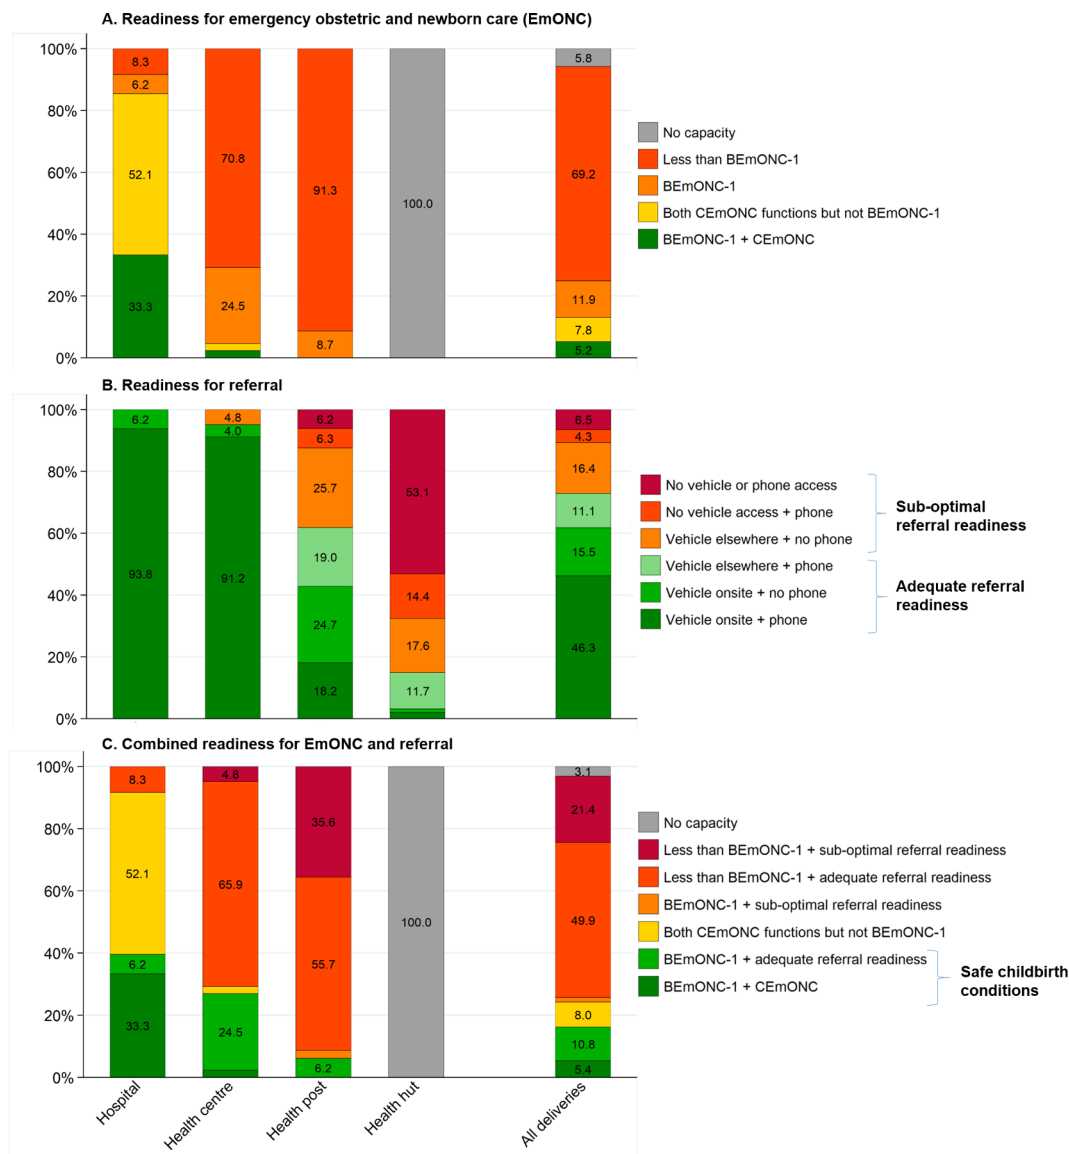 A. Readiness for emergency obstetric and newborn care (EmONC)
100%
80%
60%
40%
20%
0%
8.3
6.2
52.1
33.3
70.8
24.5
91.3
8.7
100.0
5.8
69.2
11.9
7.8
5.2
No capacity
Less than BEmONC-1
BEmONC-1
Both CEmONC functions but not BEmONC-1
BEmONC-1 + CEmONC
B. Readiness for referral
100%
80%
60%
40%
20%
0%
6.2
93.8
4.8
4.0
91.2
6.2
6.3
25.7
19.0
24.7
18.2
53.1
14.4
17.6
11.7
6.5
4.3
16.4
11.1
15.5
46.3
No vehicle or phone access
No vehicle access + phone
Vehicle elsewhere + no phone
Vehicle elsewhere + phone
Vehicle onsite + no phone
Vehicle onsite + phone
Sub-optimal
referral readiness
Adequate referral
readiness
C. Combined readiness for EmONC and referral
100%
80%
60%
40%
20%
0%
8.3
52.1
6.2
33.3
4.8
65.9
24.5
35.6
55.7
6.2
100.0
3.1
21.4
49.9
8.0
10.8
5.4
No capacity
Less than BEmONC-1 + sub-optimal referral readiness
Less than BEmONC-1 + adequate referral readiness
BEmONC-1 + sub-optimal referral readiness
Both CEmONC functions but not BEmONC-1
BEmONC-1 + adequate referral readiness
BEmONC-1 + CEmONC
Safe childbirth
conditions
Hospital
Health centre
Health post
Health hut
All deliveries